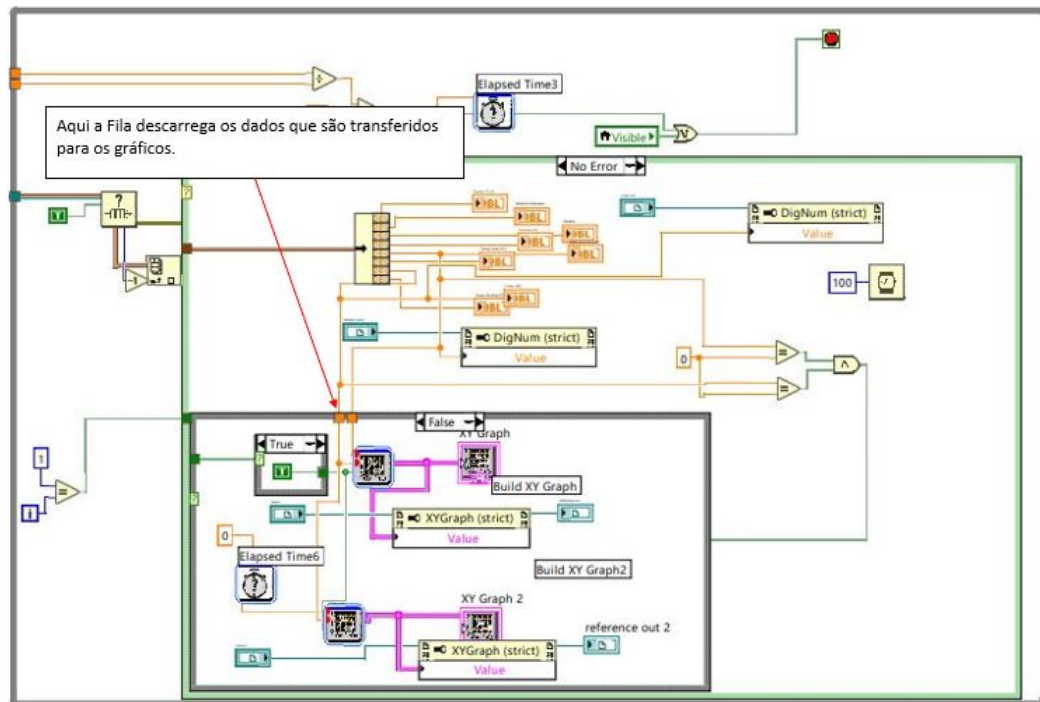 Elapsed Time3
Aqui a Fila descarrega os dados que são transferidos
para os gráficos.
Visible
No Error
T
DigNum (strict)
Value
100
DigNum (strict)
Value
0
False
True
XY Graph
1
T
Build XY Graph
i
XYGraph (strict)
Value
0
Elapsed Time6
Build XY Graph2
XY Graph 2
reference out 2
XYGraph (strict)
Value